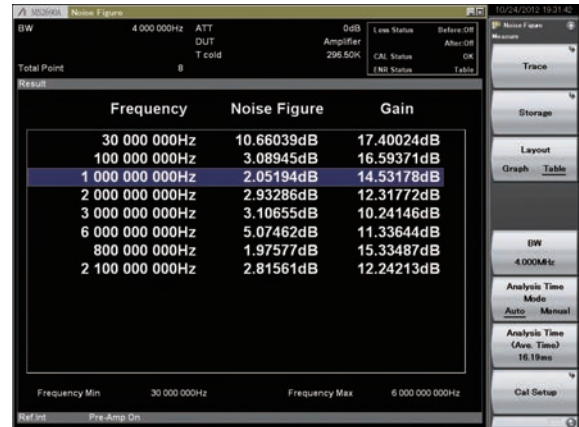 MS2690A Noise Figure
10/24/2012 19:31:42
BW 4 000 000Hz ATT 0dB Loss Status Before:Off
DUT Amplifier After:Off
T cold 296.50K CAL Status OK
Total Point 8 ENR Status Table
Result
Frequency Noise Figure Gain
30 000 000Hz 10.66039dB 17.40024dB
100 000 000Hz 3.08945dB 16.59371dB
1 000 000 000Hz 2.05194dB 14.53178dB
2 000 000 000Hz 2.93286dB 12.31772dB
3 000 000 000Hz 3.10655dB 10.24146dB
6 000 000 000Hz 5.07462dB 11.33644dB
800 000 000Hz 1.97577dB 15.33487dB
2 100 000 000Hz 2.81561dB 12.24213dB
Frequency Min 30 000 000Hz Frequency Max 6 000 000 000Hz
Ref.Int Pre-Amp On
Noise Figure
Measure
Trace
Storage
Layout
Graph Table
BW
4.000MHz
Analysis Time
Mode
Auto Manual
Analysis Time
(Ave. Time)
16.19ms
Cal Setup